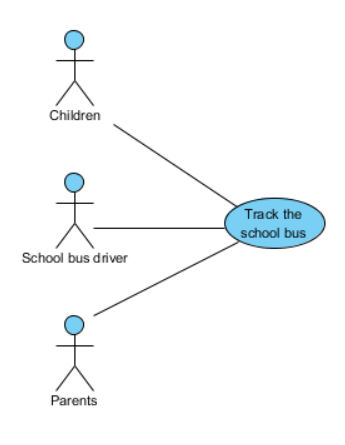 Children
Track the
school bus
School bus driver
Parents